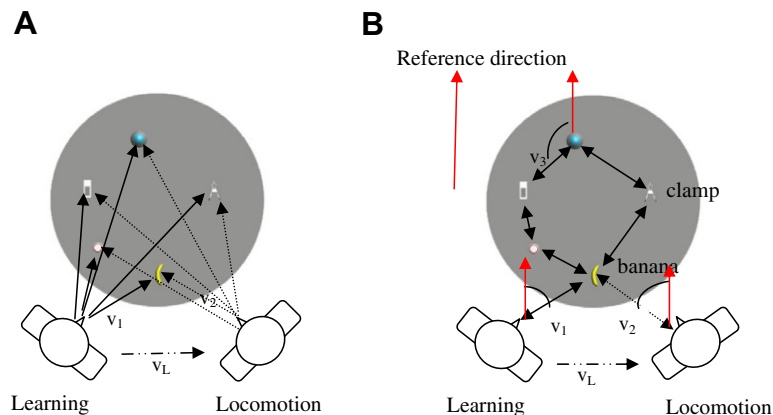 A
v2
v1
vL
Learning
Locomotion
B
Reference direction
v3
clamp
banana
v1
v2
vL
Learning
Locomotion